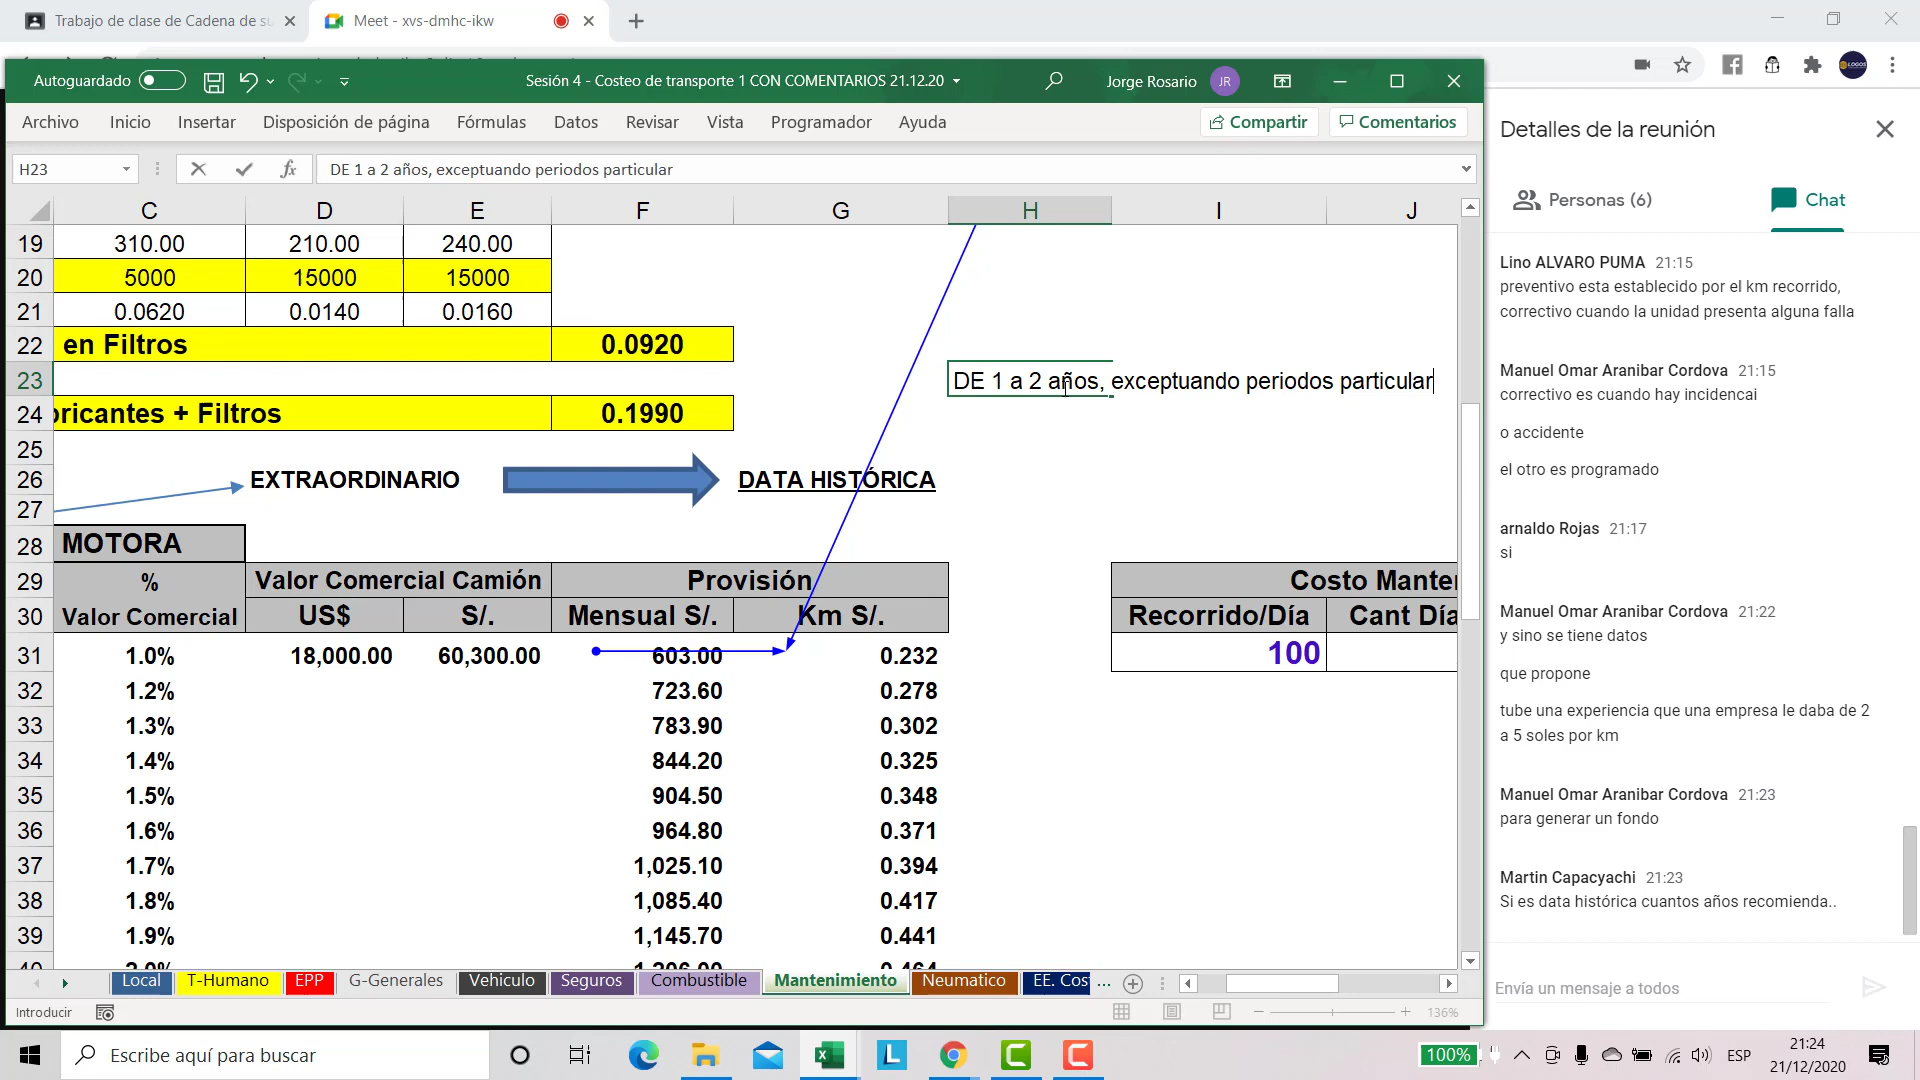 Trabajo de clase de Cadena de su
Meet - xvs-dmhc-ikw
Autoguardado
Sesión 4 - Costeo de transporte 1 CON COMENTARIOS 21.12.20
Jorge Rosario
JR
Archivo Inicio Insertar Disposición de página Fórmulas Datos Revisar Vista Programador Ayuda
Compartir
Comentarios
H23
fx
DE 1 a 2 años, exceptuando periodos particular
C D E F G H I J
19 310.00 210.00 240.00
20 5000 15000 15000
21 0.0620 0.0140 0.0160
22 en Filtros 0.0920
23 DE 1 a 2 años, exceptuando periodos particular
24 bricantes + Filtros 0.1990
25
26 EXTRAORDINARIO DATA HISTÓRICA
27
28 MOTORA
29 % Valor Comercial Camión Provisión Costo Manter
30 Valor Comercial US$ S/. Mensual S/. Km S/. Recorrido/Día Cant Día
31 1.0% 18,000.00 60,300.00 603.00 0.232 100
32 1.2% 723.60 0.278
33 1.3% 783.90 0.302
34 1.4% 844.20 0.325
35 1.5% 904.50 0.348
36 1.6% 964.80 0.371
37 1.7% 1,025.10 0.394
38 1.8% 1,085.40 0.417
39 1.9% 1,145.70 0.441
40 2.0% 1,206.00 0.464
Local T-Humano EPP G-Generales Vehiculo Seguros Combustible Mantenimiento Neumatico EE. Cos ...
Introducir
136%
Detalles de la reunión
Personas (6)
Chat
Lino ALVARO PUMA 21:15
preventivo esta establecido por el km recorrido,
correctivo cuando la unidad presenta alguna falla
Manuel Omar Aranibar Cordova 21:15
correctivo es cuando hay incidencai
o accidente
el otro es programado
arnaldo Rojas 21:17
si
Manuel Omar Aranibar Cordova 21:22
y sino se tiene datos
que propone
tube una experiencia que una empresa le daba de 2
a 5 soles por km
Manuel Omar Aranibar Cordova 21:23
para generar un fondo
Martin Capacyachi 21:23
Si es data histórica cuantos años recomienda..
Envía un mensaje a todos
Escribe aquí para buscar
100%
ESP
21:24
21/12/2020